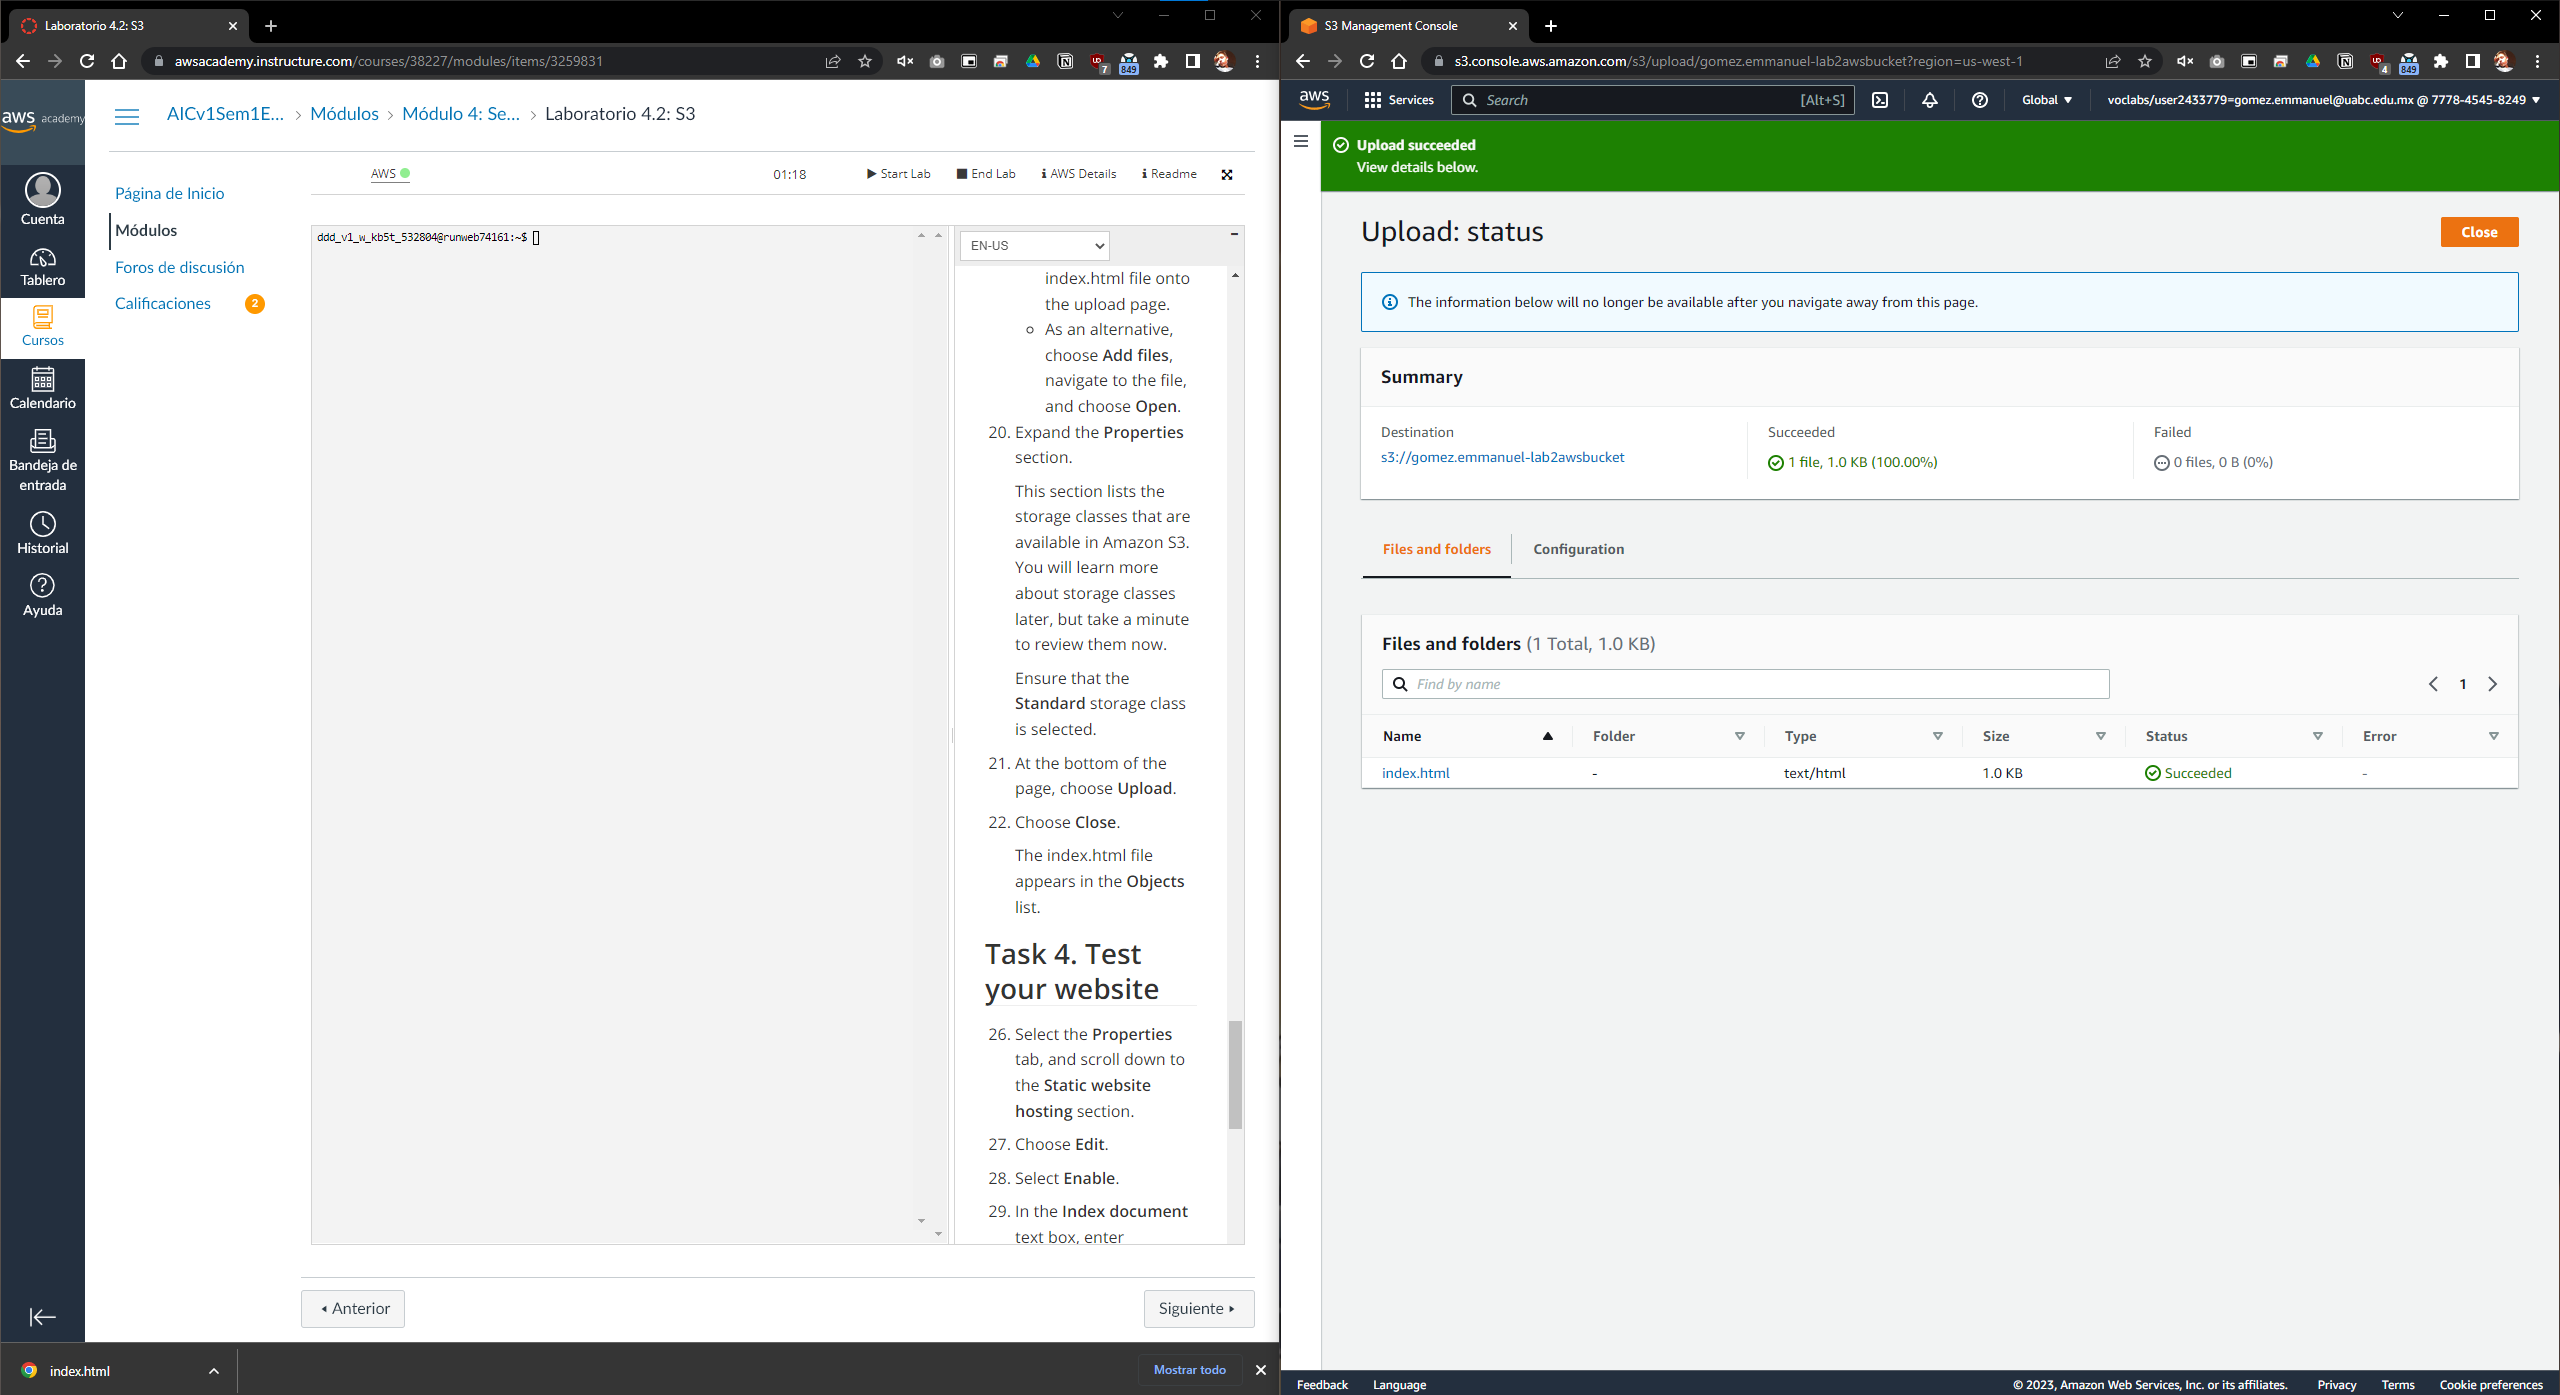 Laboratorio 4.2: S3
awsacademy.instructure.com/courses/38227/modules/items/3259831
7
849
aws academy
Cuenta
Tablero
Cursos
Calendario
Bandeja de
entrada
Historial
Ayuda
AICv1Sem1E... > Módulos > Módulo 4: Se... > Laboratorio 4.2: S3
Página de Inicio
Módulos
Foros de discusión
Calificaciones 2
AWS
01:18
Start Lab
End Lab
AWS Details
Readme
ddd_v1_w_kb5t_532804@runweb74161:~$
EN-US
index.html file onto
the upload page.
As an alternative,
choose Add files,
navigate to the file,
and choose Open.
20. Expand the Properties
section.
This section lists the
storage classes that are
available in Amazon S3.
You will learn more
about storage classes
later, but take a minute
to review them now.
Ensure that the
Standard storage class
is selected.
21. At the bottom of the
page, choose Upload.
22. Choose Close.
The index.html file
appears in the Objects
list.
Task 4. Test
your website
26. Select the Properties
tab, and scroll down to
the Static website
hosting section.
27. Choose Edit.
28. Select Enable.
29. In the Index document
text box, enter
Anterior
Siguiente
index.html
Mostrar todo
S3 Management Console
s3.console.aws.amazon.com/s3/upload/gomez.emmanuel-lab2awsbucket?region=us-west-1
4
849
aws
Services
Search
[Alt+S]
Global
voclabs/user2433779=gomez.emmanuel@uabc.edu.mx @ 7778-4545-8249
Upload succeeded
View details below.
Upload: status
Close
The information below will no longer be available after you navigate away from this page.
Summary
Destination
s3://gomez.emmanuel-lab2awsbucket
Succeeded
1 file, 1.0 KB (100.00%)
Failed
0 files, 0 B (0%)
Files and folders
Configuration
Files and folders (1 Total, 1.0 KB)
Find by name
1
Name Folder Type Size Status Error
index.html - text/html 1.0 KB Succeeded -
Feedback
Language
© 2023, Amazon Web Services, Inc. or its affiliates.
Privacy
Terms
Cookie preferences